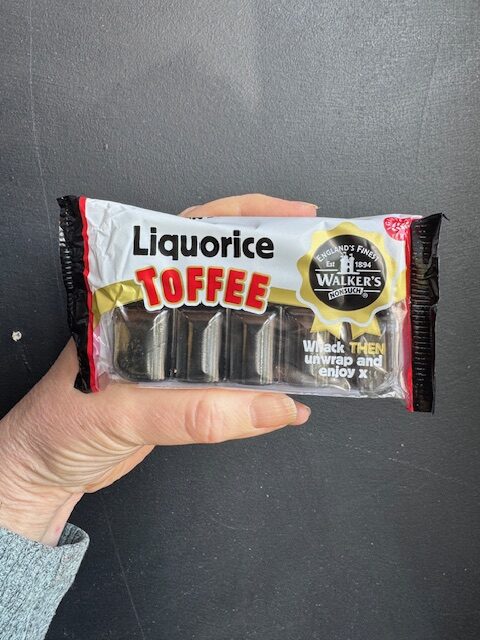 Liquorice
TOFFEE
ENGLAND'S FINEST
Est 1894
WALKER'S
NONSUCH
®
Whack THEN
unwrap and
enjoy x